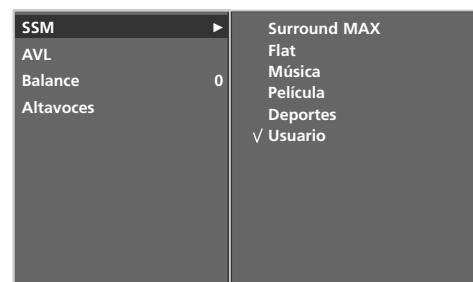 SSM ►
AVL
Balance 0
Altavoces
Surround MAX
Flat
Música
Película
Deportes
√ Usuario